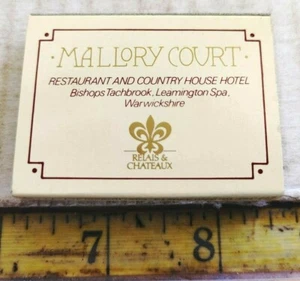 · MALLORY COURT ·
RESTAURANT AND COUNTRY HOUSE HOTEL
Bishops Tachbrook, Leamington Spa,
Warwickshire
RELAIS &
CHATEAUX
7 8